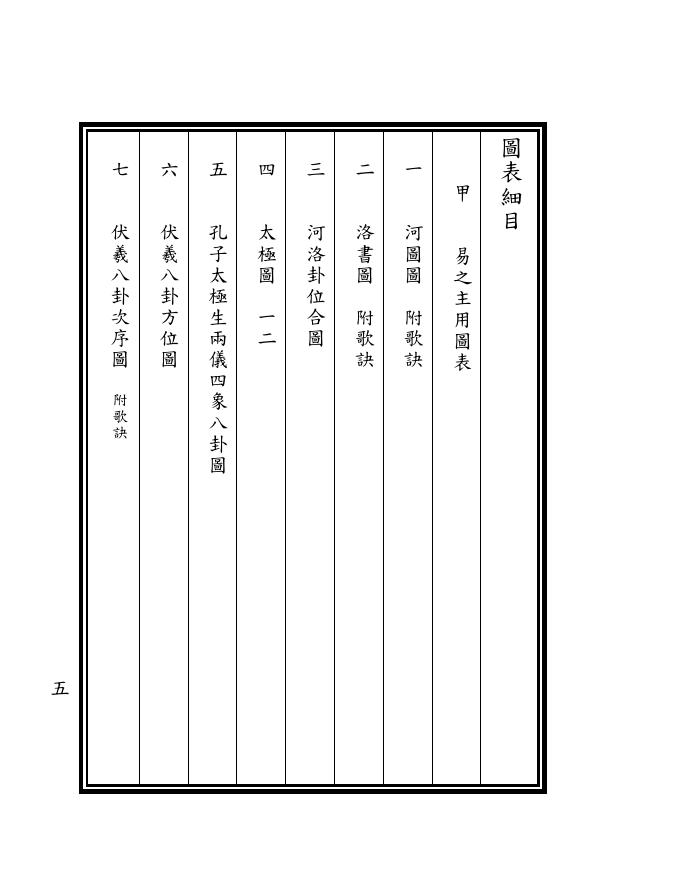 圖表細目
甲　易之主用圖表
一　河圖圖　附歌訣
二　洛書圖　附歌訣
三　河洛卦位合圖
四　太極圖　一二
五　孔子太極生兩儀四象八卦圖
六　伏羲八卦方位圖
七　伏羲八卦次序圖　附歌訣
五